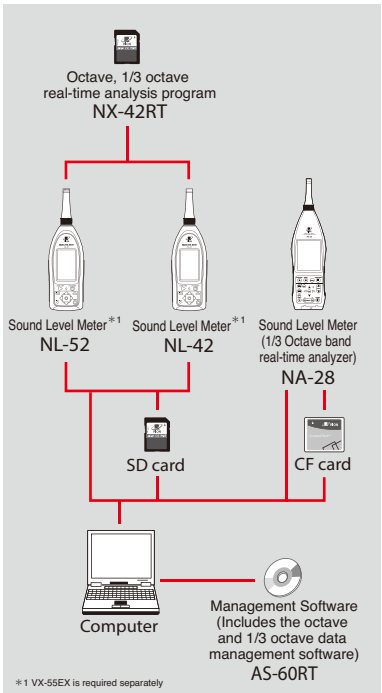 Octave, 1/3 octave
real-time analysis program
NX-42RT
Sound Level Meter*1
NL-52
Sound Level Meter*1
NL-42
Sound Level Meter
(1/3 Octave band
real-time analyzer)
NA-28
SD card
CF card
Computer
Management Software
(Includes the octave
and 1/3 octave data
management software)
AS-60RT
*1 VX-55EX is required separately